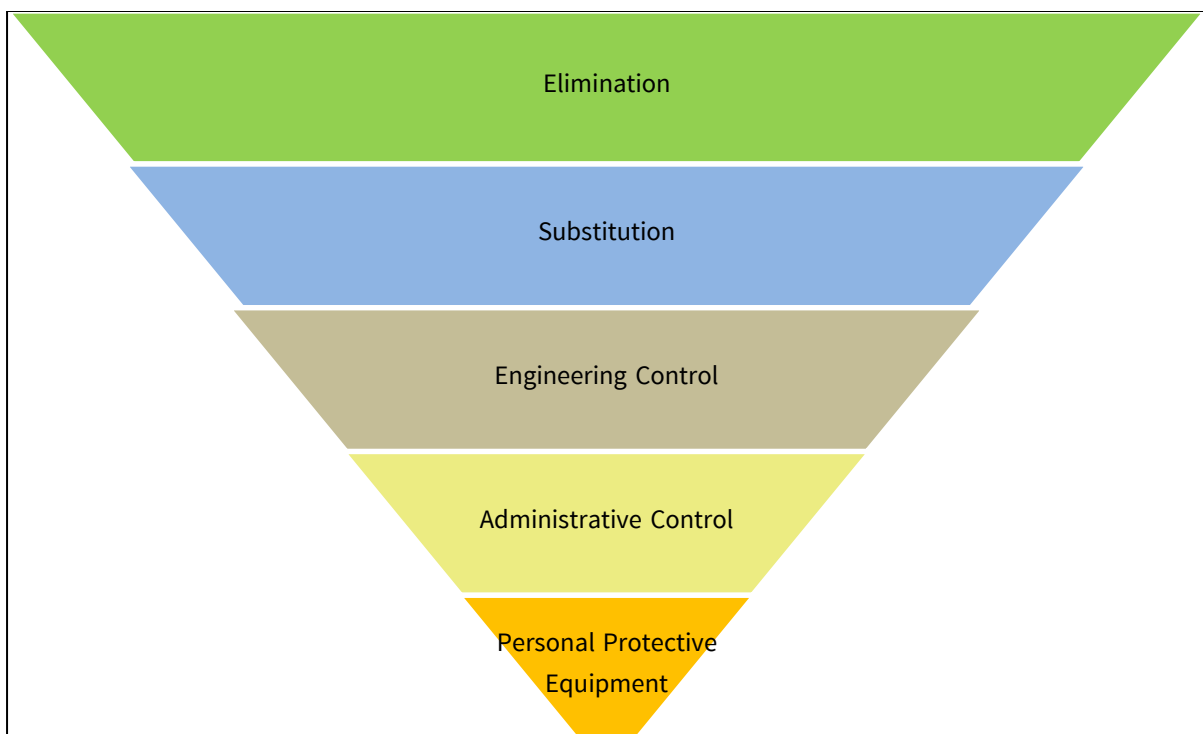 Elimination
Substitution
Engineering Control
Administrative Control
Personal Protective
Equipment